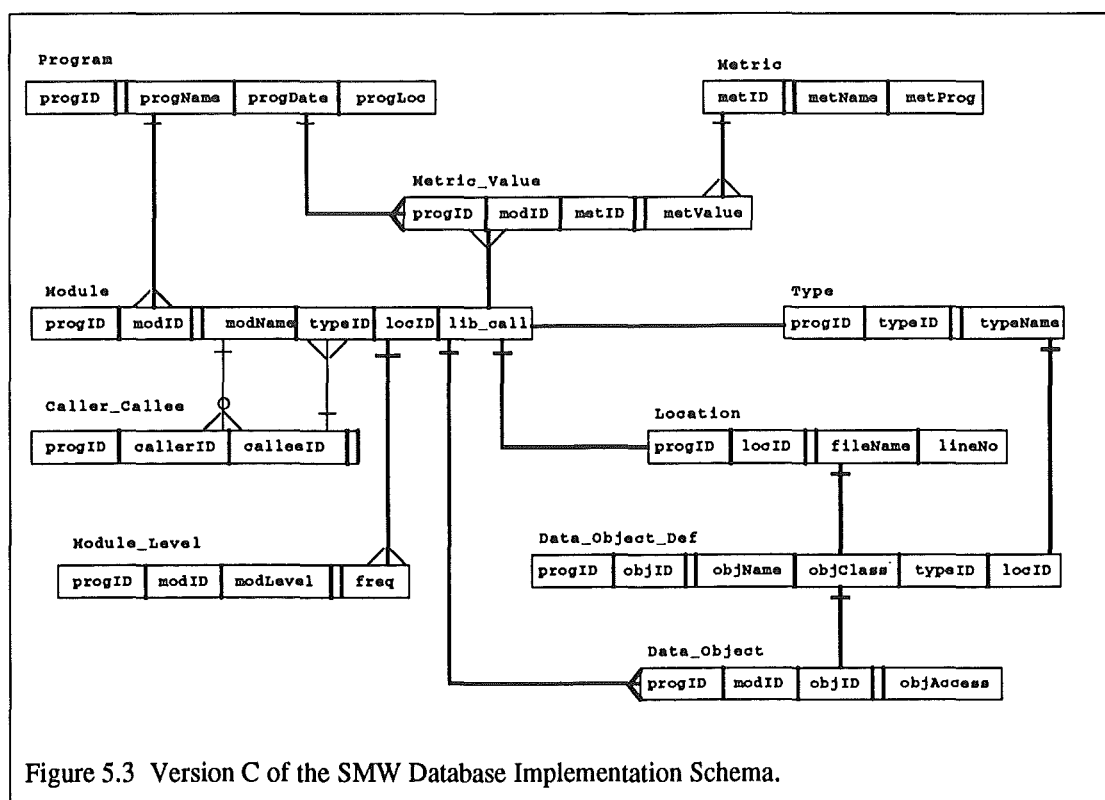 Program
progID progName progDate progLoc
Metric
metID metName metProg
Metric_Value
progID modID metID metValue
Module
progID modID modName typeID locID lib_call
Type
progID typeID typeName
Caller_Callee
progID callerID calleeID
Location
progID locID fileName lineNo
Module_Level
progID modID modLevel freq
Data_Object_Def
progID objID objName objClass typeID locID
Data_Object
progID modID objID objAccess
Figure 5.3 Version C of the SMW Database Implementation Schema.